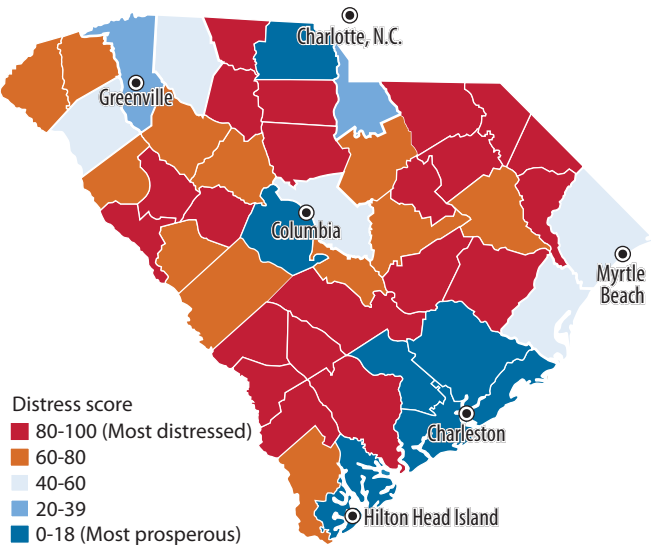 Charlotte, N.C.
Greenville
Columbia
Myrtle
Beach
Charleston
Hilton Head Island
Distress score
80-100 (Most distressed)
60-80
40-60
20-39
0-18 (Most prosperous)